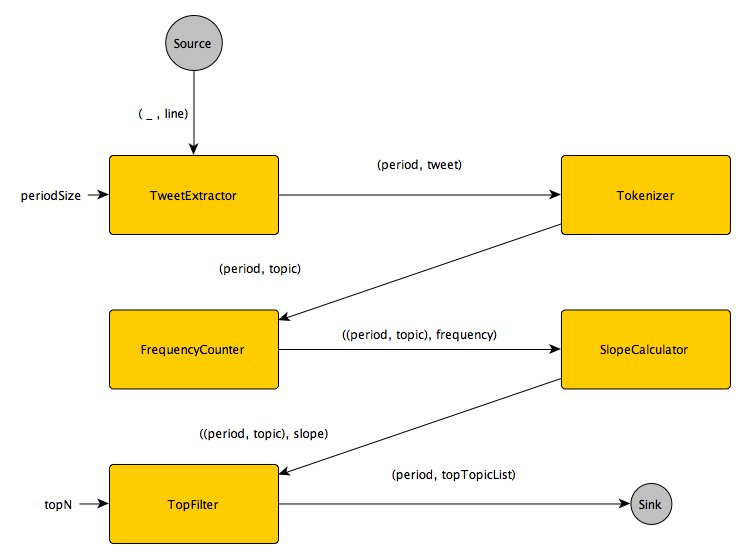 Source
( _ , line)
(period, tweet)
periodSize
TweetExtractor
Tokenizer
(period, topic)
((period, topic), frequency)
FrequencyCounter
SlopeCalculator
((period, topic), slope)
(period, topTopicList)
topN
TopFilter
Sink